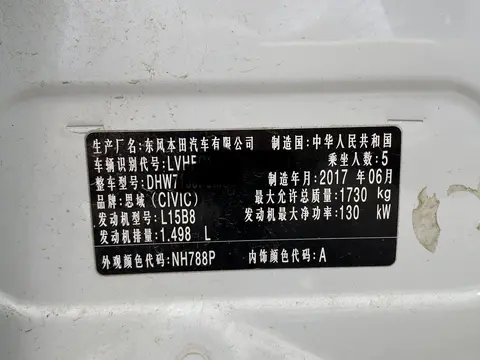 生产厂名:东风本田汽车有限公司 制造国:中华人民共和国
车辆识别代号:LVHF 乘坐人数:5
整车型号:DHW7 制造年月:2017 年06月
品牌:思域(CIVIC) 最大允许总质量:1730 kg
发动机型号:L15B8 发动机最大净功率:130 kW
发动机排量:1.498 L
外观颜色代码:NH788P 内饰颜色代码:A